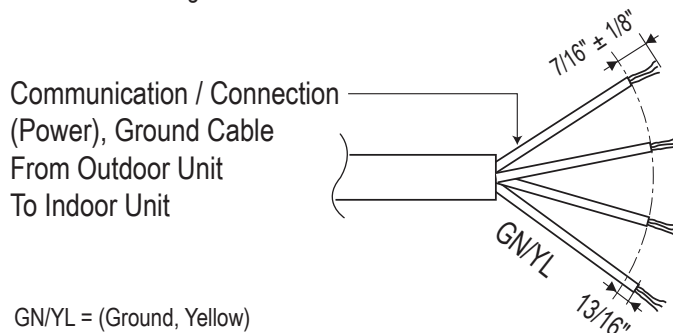 7/16" ± 1/8"
Communication / Connection
(Power), Ground Cable
From Outdoor Unit
To Indoor Unit
GN/YL
13/16"
GN/YL = (Ground, Yellow)